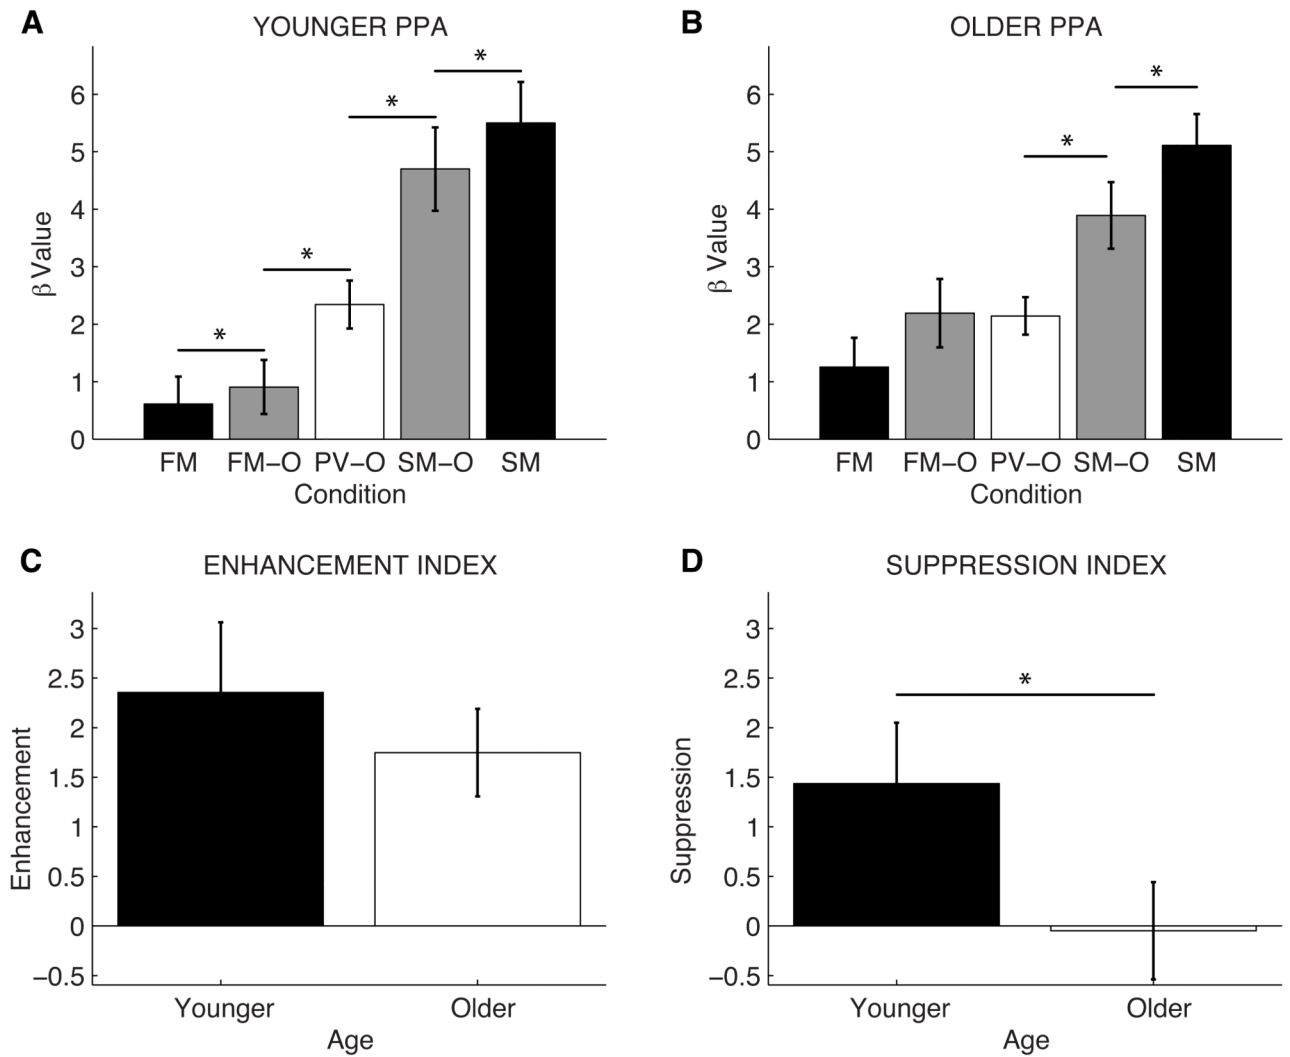 A
YOUNGER PPA
*
*
*
*
6
5
4
3
2
1
0
β Value
FM FM–O PV–O SM–O SM
Condition
B
OLDER PPA
*
*
6
5
4
3
2
1
0
β Value
FM FM–O PV–O SM–O SM
Condition
C
ENHANCEMENT INDEX
3
2.5
2
1.5
1
0.5
0
−0.5
Enhancement
Younger Older
Age
D
SUPPRESSION INDEX
*
3
2.5
2
1.5
1
0.5
0
−0.5
Suppression
Younger Older
Age